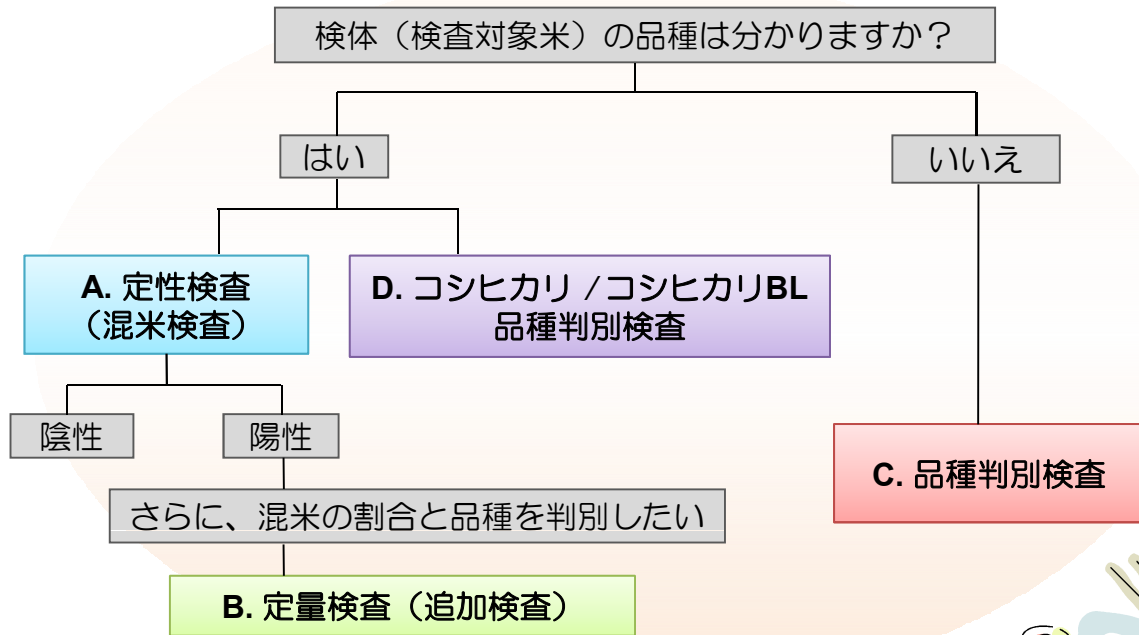 検体（検査対象米）の品種は分かりますか？
はい
いいえ
A. 定性検査
（混米検査）
D. コシヒカリ /コシヒカリBL
品種判別検査
陰性
陽性
C. 品種判別検査
さらに、混米の割合と品種を判別したい
B. 定量検査（追加検査）